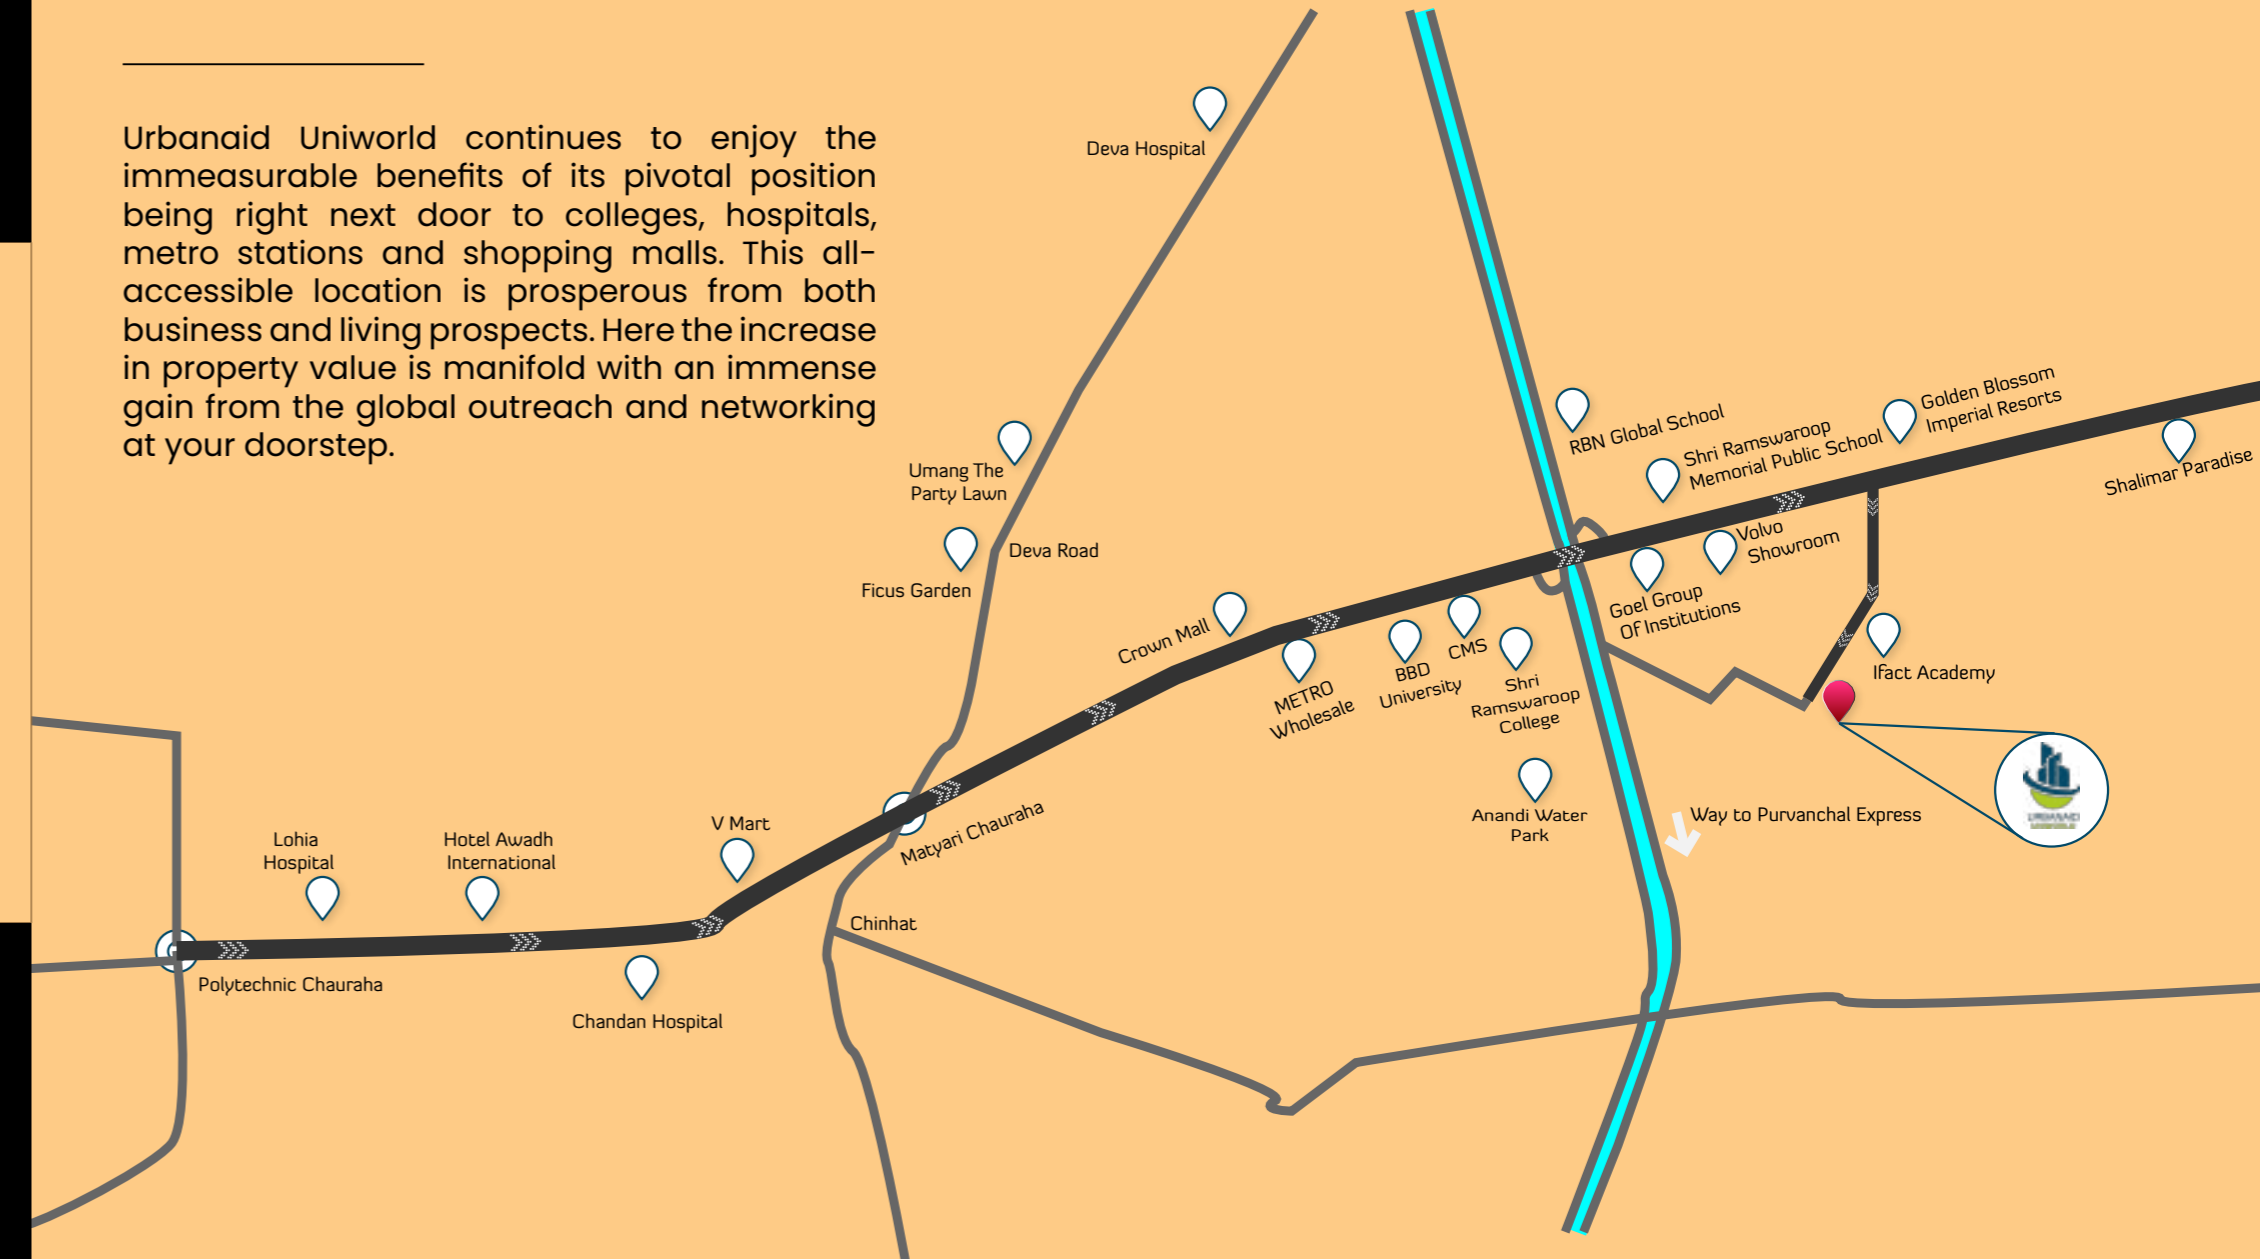 Urbanaid Uniworld continues to enjoy the
immeasurable benefits of its pivotal position
being right next door to colleges, hospitals,
metro stations and shopping malls. This all-
accessible location is prosperous from both
business and living prospects. Here the increase
in property value is manifold with an immense
gain from the global outreach and networking
at your doorstep.
Deva Hospital
Umang The
Party Lawn
Deva Road
Ficus Garden
RBN Global School
Shri Ramswaroop
Memorial Public School
Golden Blossom
Imperial Resorts
Shalimar Paradise
Volvo
Showroom
Goel Group
Of Institutions
Crown Mall
METRO
Wholesale
BBD
University
CMS
Shri
Ramswaroop
College
Ifact Academy
Anandi Water
Park
Way to Purvanchal Express
URBANAID
V Mart
Matyari Chauraha
Lohia
Hospital
Hotel Awadh
International
Chinhat
Polytechnic Chauraha
Chandan Hospital